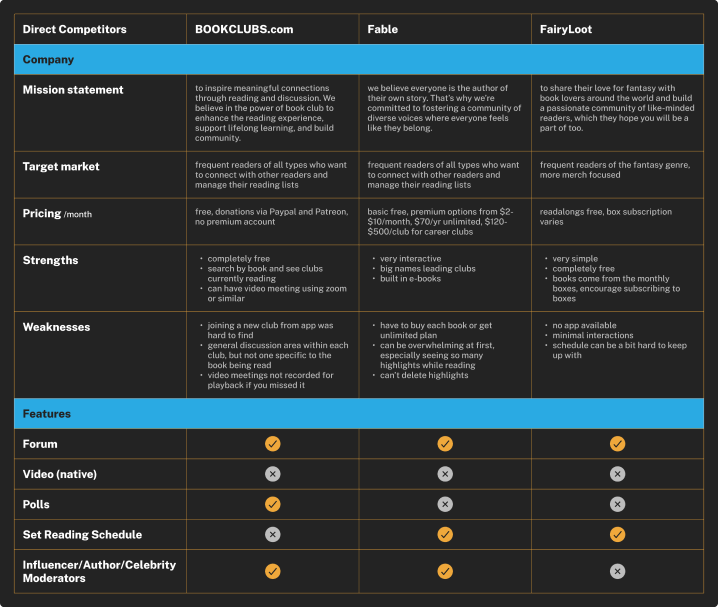 Direct Competitors
BOOKCLUBS.com
Fable
FairyLoot
Company
Mission statement
to inspire meaningful connections
through reading and discussion. We
believe in the power of book club to
enhance the reading experience,
support lifelong learning, and build
community.
we believe everyone is the author of
their own story. That's why we're
committed to fostering a community of
diverse voices where everyone feels
like they belong.
to share their love for fantasy with
book lovers around the world and build
a passionate community of like-minded
readers, which they hope you will be a
part of too.
Target market
frequent readers of all types who want
to connect with other readers and
manage their reading lists
frequent readers of all types who want
to connect with other readers and
manage their reading lists
frequent readers of the fantasy genre,
more merch focused
Pricing /month
free, donations via Paypal and Patreon,
no premium account
basic free, premium options from $2-
$10/month, $70/yr unlimited, $120-
$500/club for career clubs
readalongs free, box subscription
varies
Strengths
• completely free
• search by book and see clubs
currently reading
• can have video meeting using zoom
or similar
• very interactive
• big names leading clubs
• built in e-books
• very simple
• completely free
• books come from the monthly
boxes, encourage subscribing to
boxes
Weaknesses
• joining a new club from app was
hard to find
• general discussion area within each
club, but not one specific to the
book being read
• video meetings not recorded for
playback if you missed it
• have to buy each book or get
unlimited plan
• can be overwhelming at first,
especially seeing so many
highlights while reading
• can't delete highlights
• no app available
• minimal interactions
• schedule can be a bit hard to keep
up with
Features
Forum
Video (native)
Polls
Set Reading Schedule
Influencer/Author/Celebrity
Moderators